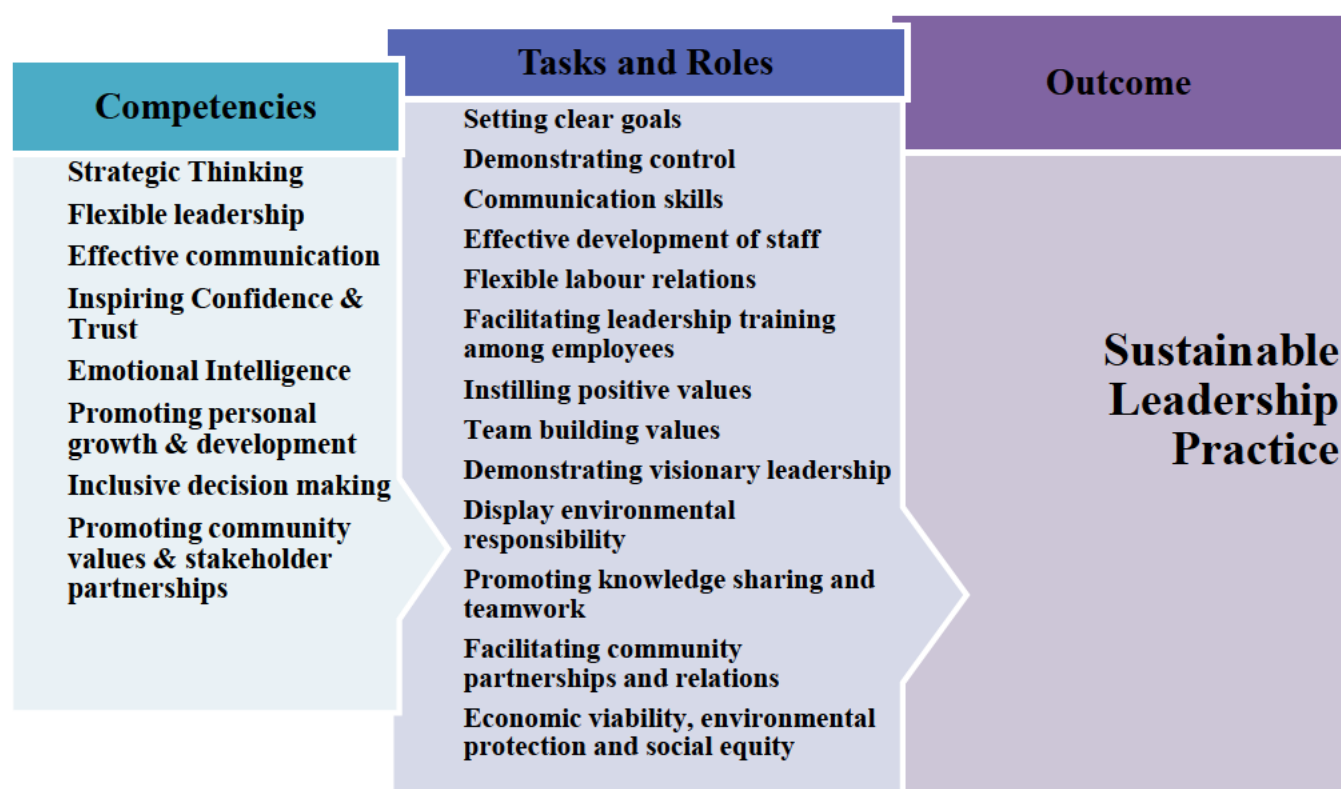 Competencies
Strategic Thinking
Flexible leadership
Effective communication
Inspiring Confidence &
Trust
Emotional Intelligence
Promoting personal
growth & development
Inclusive decision making
Promoting community
values & stakeholder
partnerships
Tasks and Roles
Setting clear goals
Demonstrating control
Communication skills
Effective development of staff
Flexible labour relations
Facilitating leadership training
among employees
Instilling positive values
Team building values
Demonstrating visionary leadership
Display environmental
responsibility
Promoting knowledge sharing and
teamwork
Facilitating community
partnerships and relations
Economic viability, environmental
protection and social equity
Outcome
Sustainable
Leadership
Practice